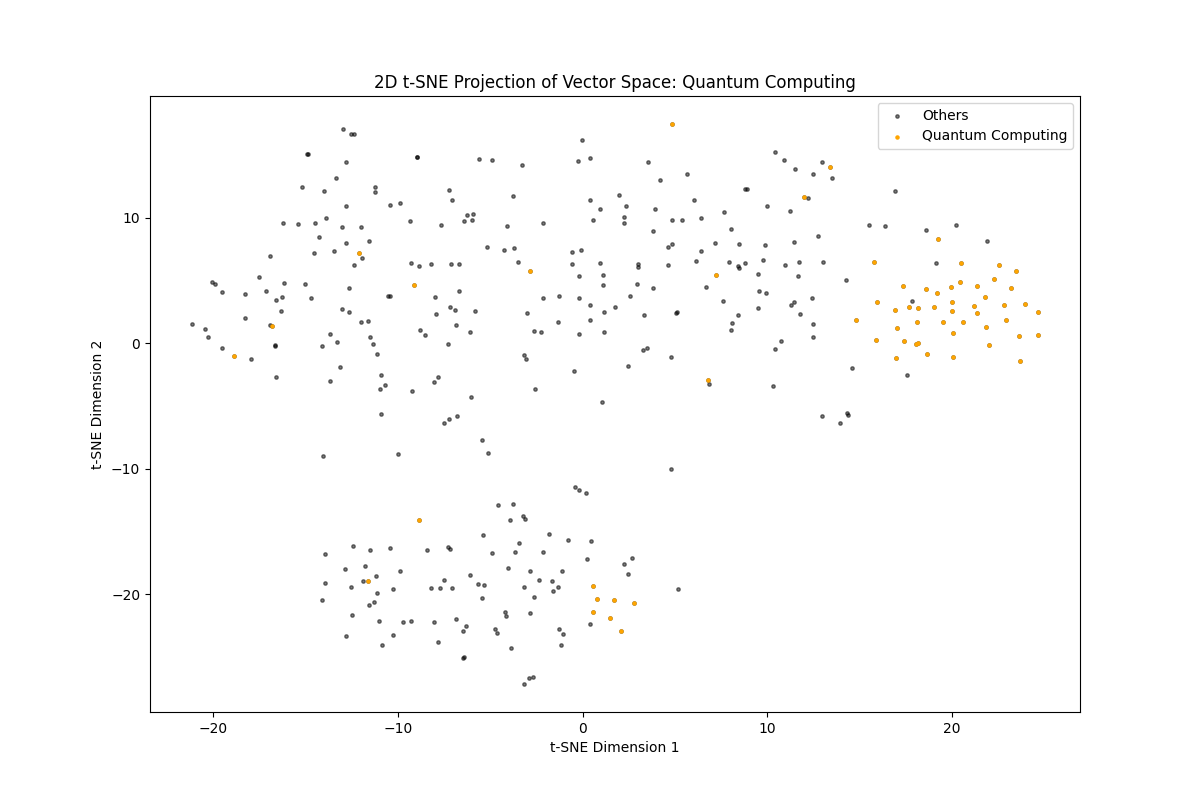 2D t-SNE Projection of Vector Space: Quantum Computing
Others
Quantum Computing
10
0
−10
−20
t-SNE Dimension 2
−20
−10
0
10
20
t-SNE Dimension 1